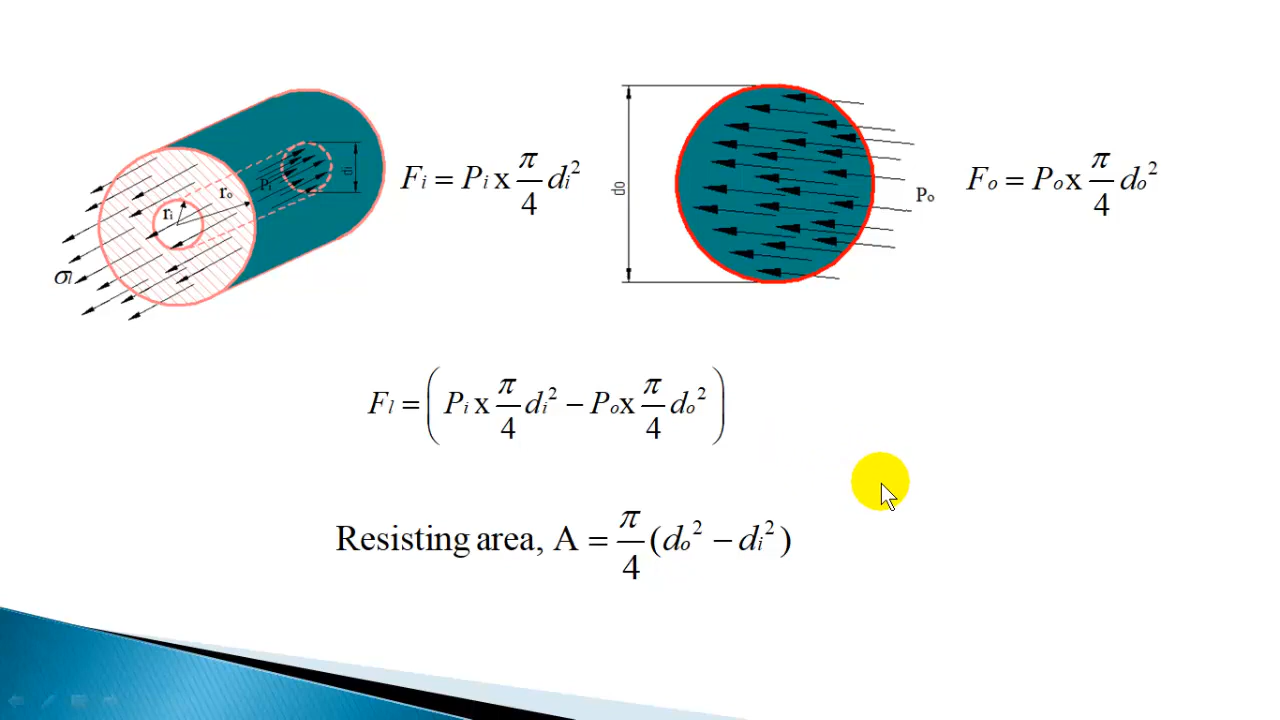 σl
ri
ro
Pi
di
Fi = Pi x π/4 di²
do
Po
Fo = Po x π/4 do²
Fl = ( Pi x π/4 di² − Po x π/4 do² )
Resisting area, A = π/4 (do² − di²)